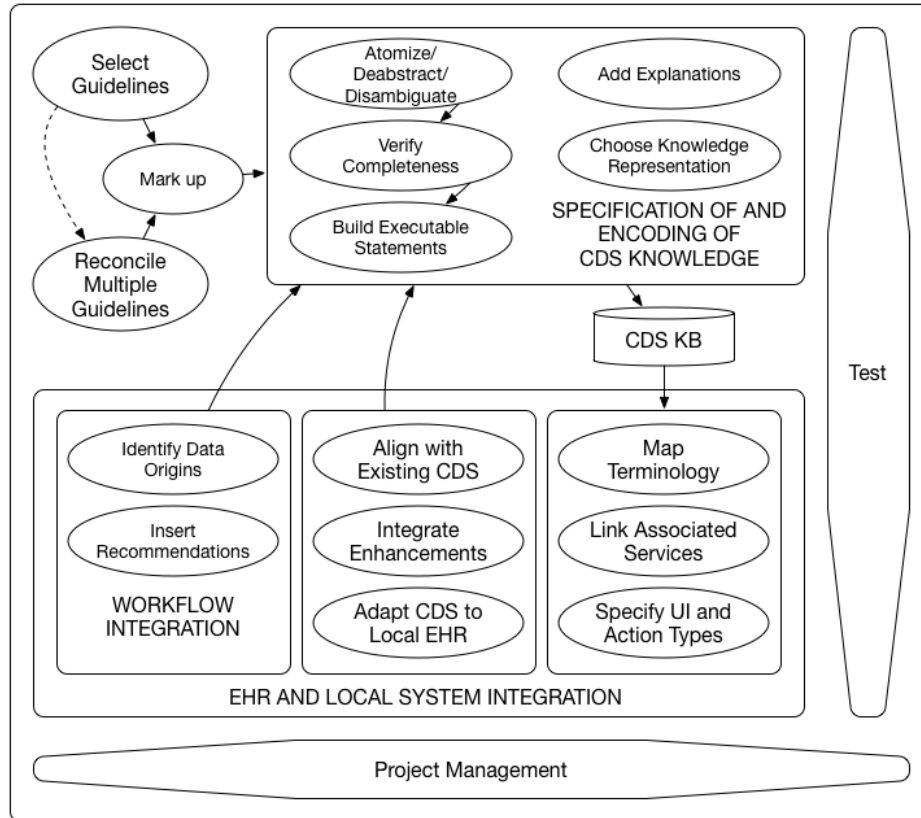 Select
Guidelines
Mark up
Reconcile
Multiple
Guidelines
Atomize/
Deabstract/
Disambiguate
Verify
Completeness
Build Executable
Statements
Add Explanations
Choose Knowledge
Representation
SPECIFICATION OF AND
ENCODING OF
CDS KNOWLEDGE
CDS KB
Identify Data
Origins
Insert
Recommendations
WORKFLOW
INTEGRATION
Align with
Existing CDS
Integrate
Enhancements
Adapt CDS to
Local EHR
Map
Terminology
Link Associated
Services
Specify UI and
Action Types
EHR AND LOCAL SYSTEM INTEGRATION
Test
Project Management